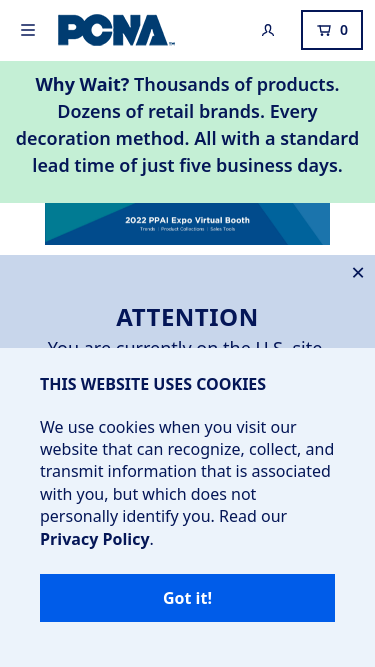 PCNA
0
Why Wait? Thousands of products.
Dozens of retail brands. Every
decoration method. All with a standard
lead time of just five business days.
2022 PPAI Expo Virtual Booth
Trends | Product Collections | Sales Tools
ATTENTION
You are currently on the U.S. site.
THIS WEBSITE USES COOKIES
We use cookies when you visit our
website that can recognize, collect, and
transmit information that is associated
with you, but which does not
personally identify you. Read our
Privacy Policy.
Got it!